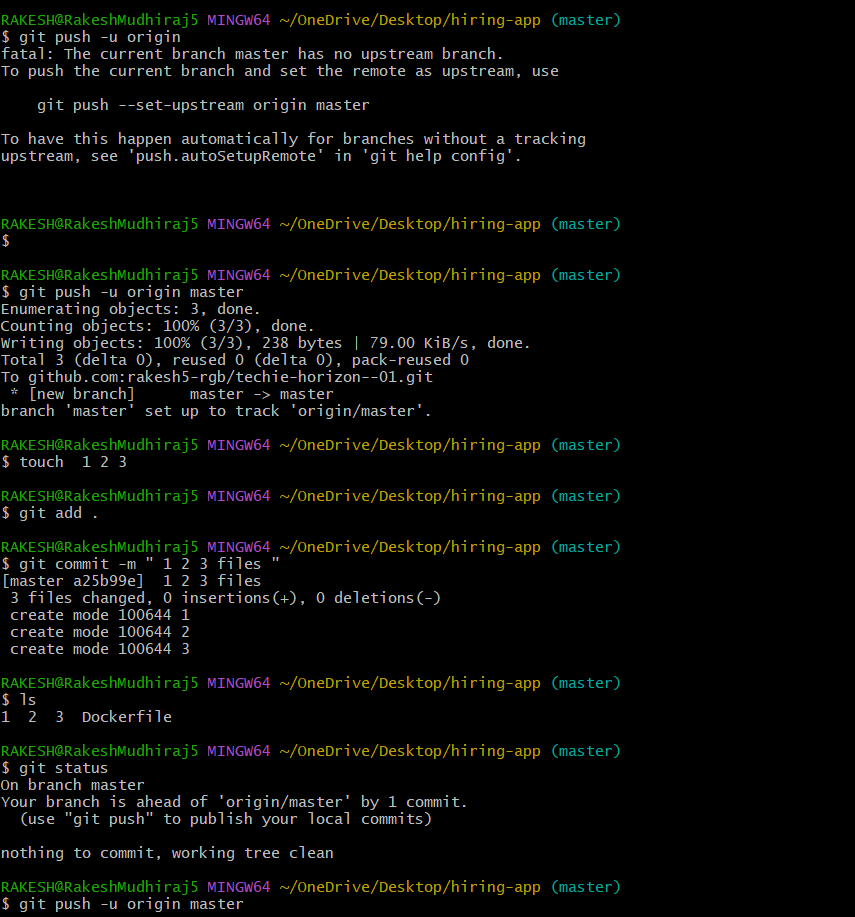 RAKESH@RakeshMudhiraj5 MINGW64 ~/OneDrive/Desktop/hiring-app (master)
$ git push -u origin
fatal: The current branch master has no upstream branch.
To push the current branch and set the remote as upstream, use
git push --set-upstream origin master
To have this happen automatically for branches without a tracking
upstream, see 'push.autoSetupRemote' in 'git help config'.
RAKESH@RakeshMudhiraj5 MINGW64 ~/OneDrive/Desktop/hiring-app (master)
$
RAKESH@RakeshMudhiraj5 MINGW64 ~/OneDrive/Desktop/hiring-app (master)
$ git push -u origin master
Enumerating objects: 3, done.
Counting objects: 100% (3/3), done.
Writing objects: 100% (3/3), 238 bytes | 79.00 KiB/s, done.
Total 3 (delta 0), reused 0 (delta 0), pack-reused 0
To github.com:rakesh5-rgb/techie-horizon--01.git
 * [new branch]      master -> master
branch 'master' set up to track 'origin/master'.
RAKESH@RakeshMudhiraj5 MINGW64 ~/OneDrive/Desktop/hiring-app (master)
$ touch  1 2 3
RAKESH@RakeshMudhiraj5 MINGW64 ~/OneDrive/Desktop/hiring-app (master)
$ git add .
RAKESH@RakeshMudhiraj5 MINGW64 ~/OneDrive/Desktop/hiring-app (master)
$ git commit -m " 1 2 3 files "
[master a25b99e]  1 2 3 files
 3 files changed, 0 insertions(+), 0 deletions(-)
 create mode 100644 1
 create mode 100644 2
 create mode 100644 3
RAKESH@RakeshMudhiraj5 MINGW64 ~/OneDrive/Desktop/hiring-app (master)
$ ls
1  2  3  Dockerfile
RAKESH@RakeshMudhiraj5 MINGW64 ~/OneDrive/Desktop/hiring-app (master)
$ git status
On branch master
Your branch is ahead of 'origin/master' by 1 commit.
  (use "git push" to publish your local commits)
nothing to commit, working tree clean
RAKESH@RakeshMudhiraj5 MINGW64 ~/OneDrive/Desktop/hiring-app (master)
$ git push -u origin master